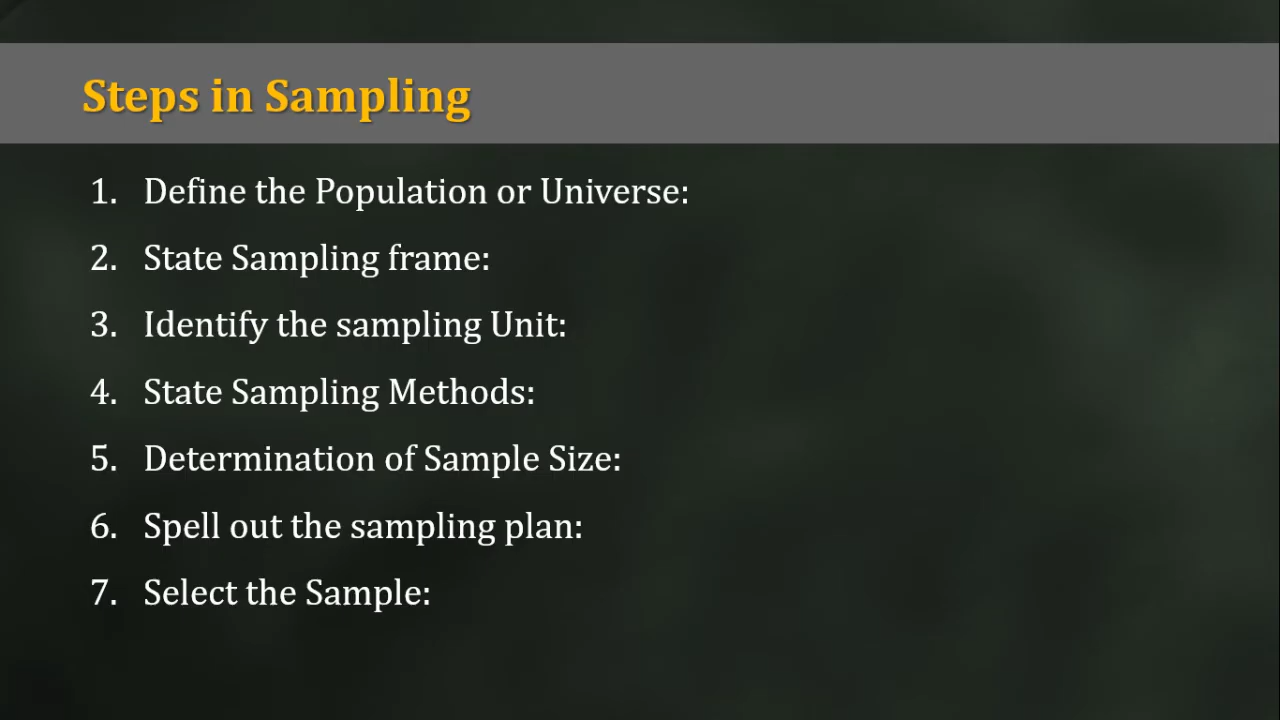 Steps in Sampling
1. Define the Population or Universe:
2. State Sampling frame:
3. Identify the sampling Unit:
4. State Sampling Methods:
5. Determination of Sample Size:
6. Spell out the sampling plan:
7. Select the Sample: